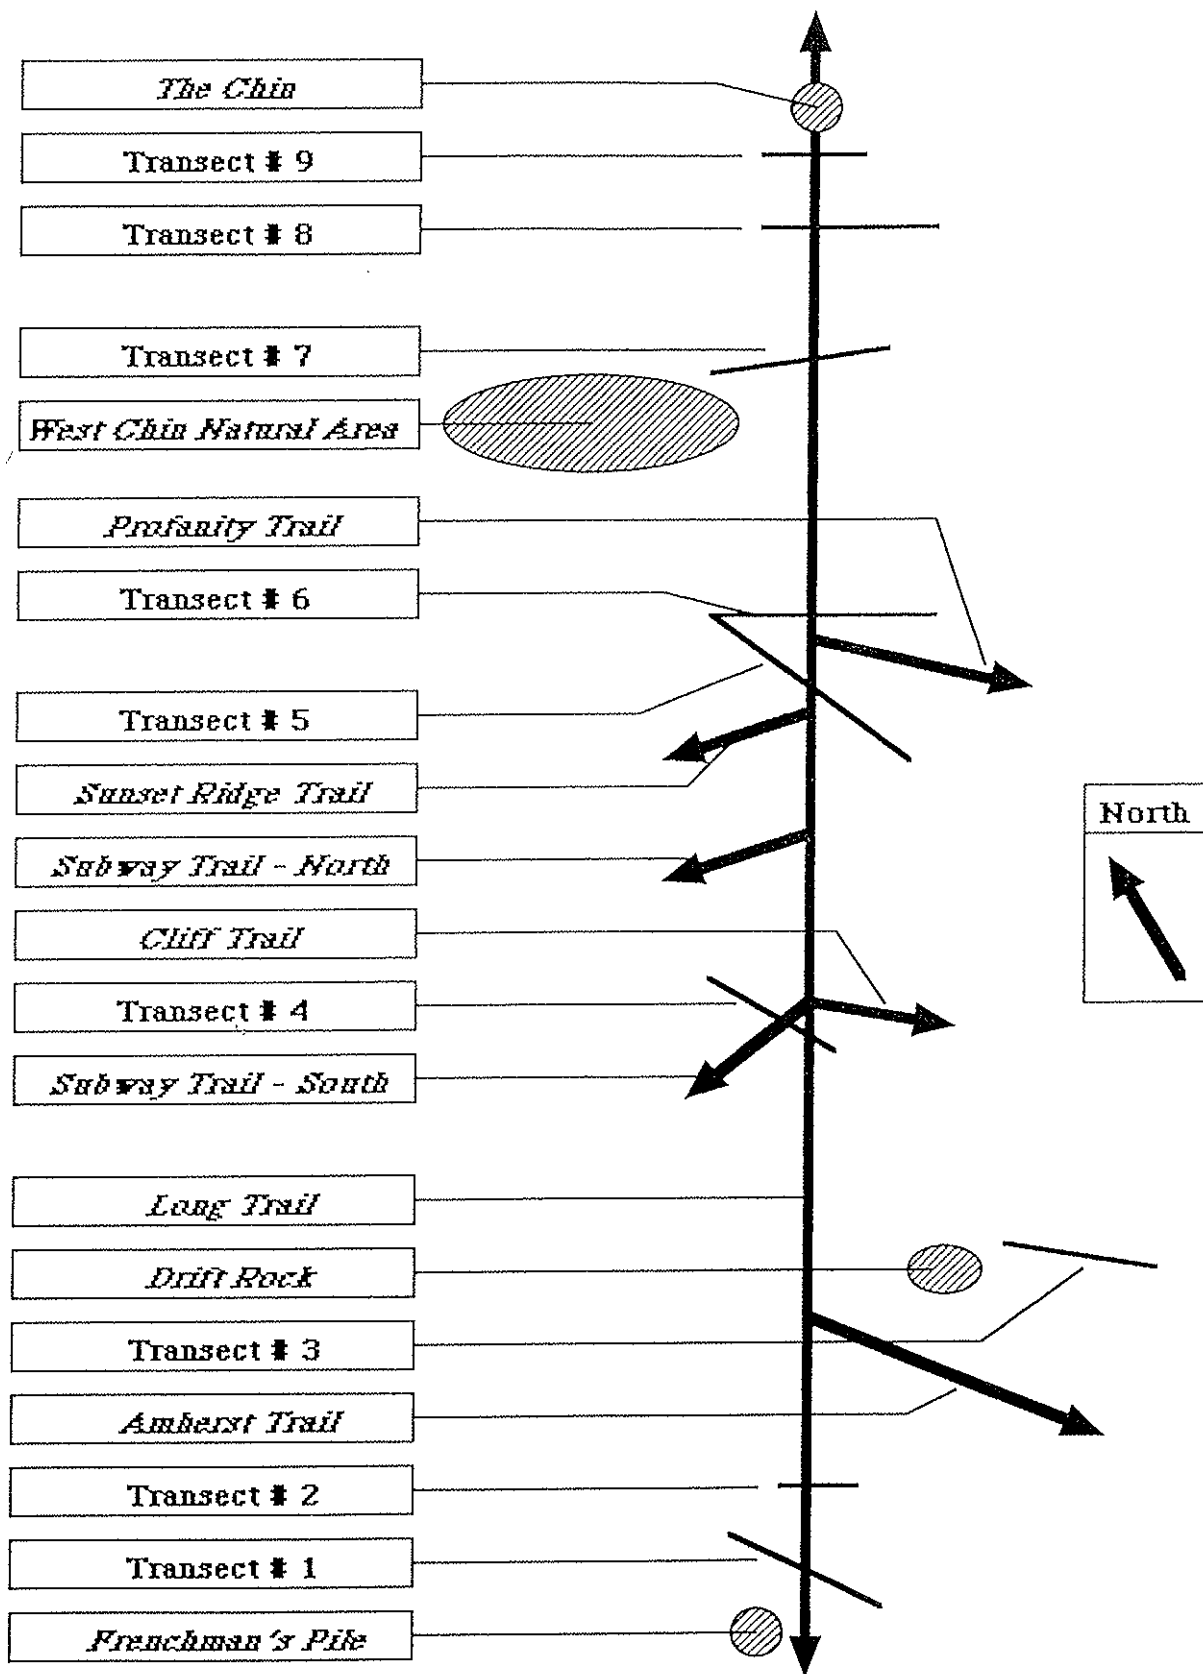 The Chin
Transect # 9
Transect # 8
Transect # 7
West Chin Natural Area
Profanity Trail
Transect # 6
Transect # 5
Sunset Ridge Trail
North
Subway Trail - North
Cliff Trail
Transect # 4
Subway Trail - South
Long Trail
Drift Rock
Transect # 3
Amherst Trail
Transect # 2
Transect # 1
Frenchman's Pile